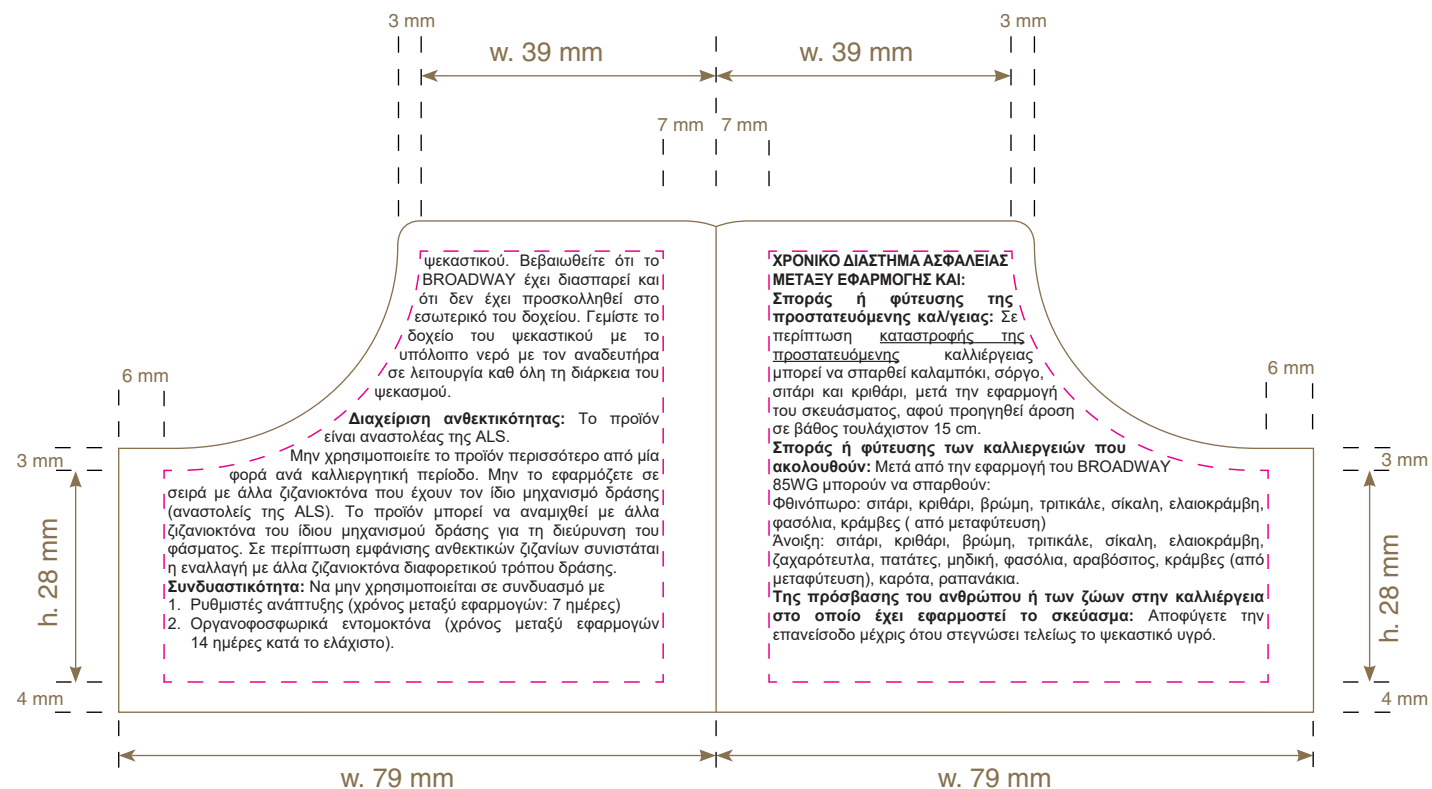 3 mm
3 mm
w. 39 mm
w. 39 mm
7 mm
7 mm
6 mm
6 mm
3 mm
3 mm
h. 28 mm
h. 28 mm
4 mm
4 mm
w. 79 mm
w. 79 mm
ψεκαστικού. Βεβαιωθείτε ότι το
BROADWAY έχει διασπαρεί και
ότι δεν έχει προσκολληθεί στο
εσωτερικό του δοχείου. Γεμίστε το
δοχείο του ψεκαστικού με το
υπόλοιπο νερό με τον αναδευτήρα
σε λειτουργία καθ όλη τη διάρκεια του
ψεκασμού.
Διαχείριση ανθεκτικότητας: Το προϊόν
είναι αναστολέας της ALS.
Μην χρησιμοποιείτε το προϊόν περισσότερο από μία
φορά ανά καλλιεργητική περίοδο. Μην το εφαρμόζετε σε
σειρά με άλλα ζιζανιοκτόνα που έχουν τον ίδιο μηχανισμό δράσης
(αναστολείς της ALS). Το προϊόν μπορεί να αναμιχθεί με άλλα
ζιζανιοκτόνα του ίδιου μηχανισμού δράσης για τη διεύρυνση του
φάσματος. Σε περίπτωση εμφάνισης ανθεκτικών ζιζανίων συνιστάται
η εναλλαγή με άλλα ζιζανιοκτόνα διαφορετικού τρόπου δράσης.
Συνδυαστικότητα: Να μην χρησιμοποιείται σε συνδυασμό με
1. Ρυθμιστές ανάπτυξης (χρόνος μεταξύ εφαρμογών: 7 ημέρες)
2. Οργανοφοσφωρικά εντομοκτόνα (χρόνος μεταξύ εφαρμογών
14 ημέρες κατά το ελάχιστο).
ΧΡΟΝΙΚΟ ΔΙΑΣΤΗΜΑ ΑΣΦΑΛΕΙΑΣ
ΜΕΤΑΞΥ ΕΦΑΡΜΟΓΗΣ ΚΑΙ:
Σποράς ή φύτευσης της
προστατευόμενης καλ/γειας: Σε
περίπτωση καταστροφής της
προστατευόμενης καλλιέργειας
μπορεί να σπαρθεί καλαμπόκι, σόργο,
σιτάρι και κριθάρι, μετά την εφαρμογή
του σκευάσματος, αφού προηγηθεί άροση
σε βάθος τουλάχιστον 15 cm.
Σποράς ή φύτευσης των καλλιεργειών που
ακολουθούν: Μετά από την εφαρμογή του BROADWAY
85WG μπορούν να σπαρθούν:
Φθινόπωρο: σιτάρι, κριθάρι, βρώμη, τριτικάλε, σίκαλη, ελαιοκράμβη,
φασόλια, κράμβες ( από μεταφύτευση)
Άνοιξη: σιτάρι, κριθάρι, βρώμη, τριτικάλε, σίκαλη, ελαιοκράμβη,
ζαχαρότευτλα, πατάτες, μηδική, φασόλια, αραβόσιτος, κράμβες (από
μεταφύτευση), καρότα, ραπανάκια.
Της πρόσβασης του ανθρώπου ή των ζώων στην καλλιέργεια
στο οποίο έχει εφαρμοστεί το σκεύασμα: Αποφύγετε την
επανείσοδο μέχρις ότου στεγνώσει τελείως το ψεκαστικό υγρό.